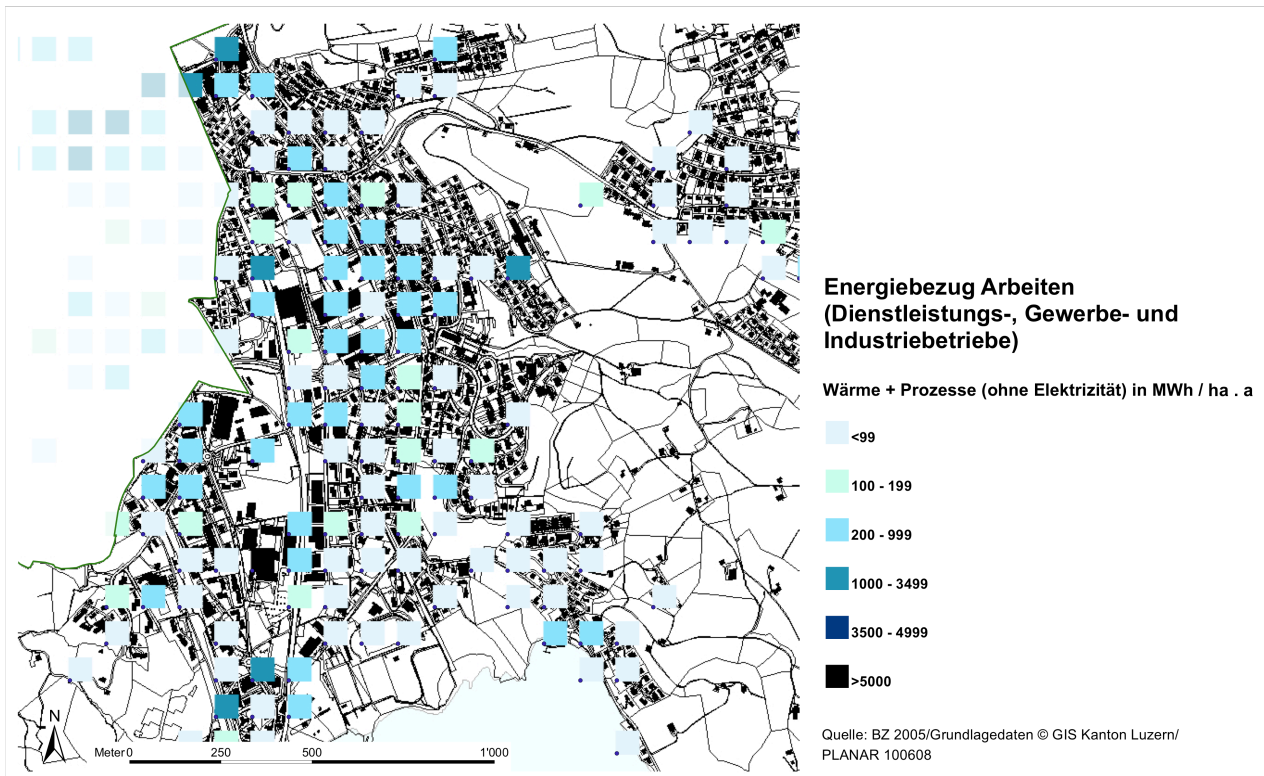 Energiebezug Arbeiten
(Dienstleistungs-, Gewerbe- und
Industriebetriebe)
Wärme + Prozesse (ohne Elektrizität) in MWh / ha . a
<99
100 - 199
200 - 999
1000 - 3499
3500 - 4999
>5000
N
Meter 0 250 500 1'000
Quelle: BZ 2005/Grundlagedaten © GIS Kanton Luzern/
PLANAR 100608